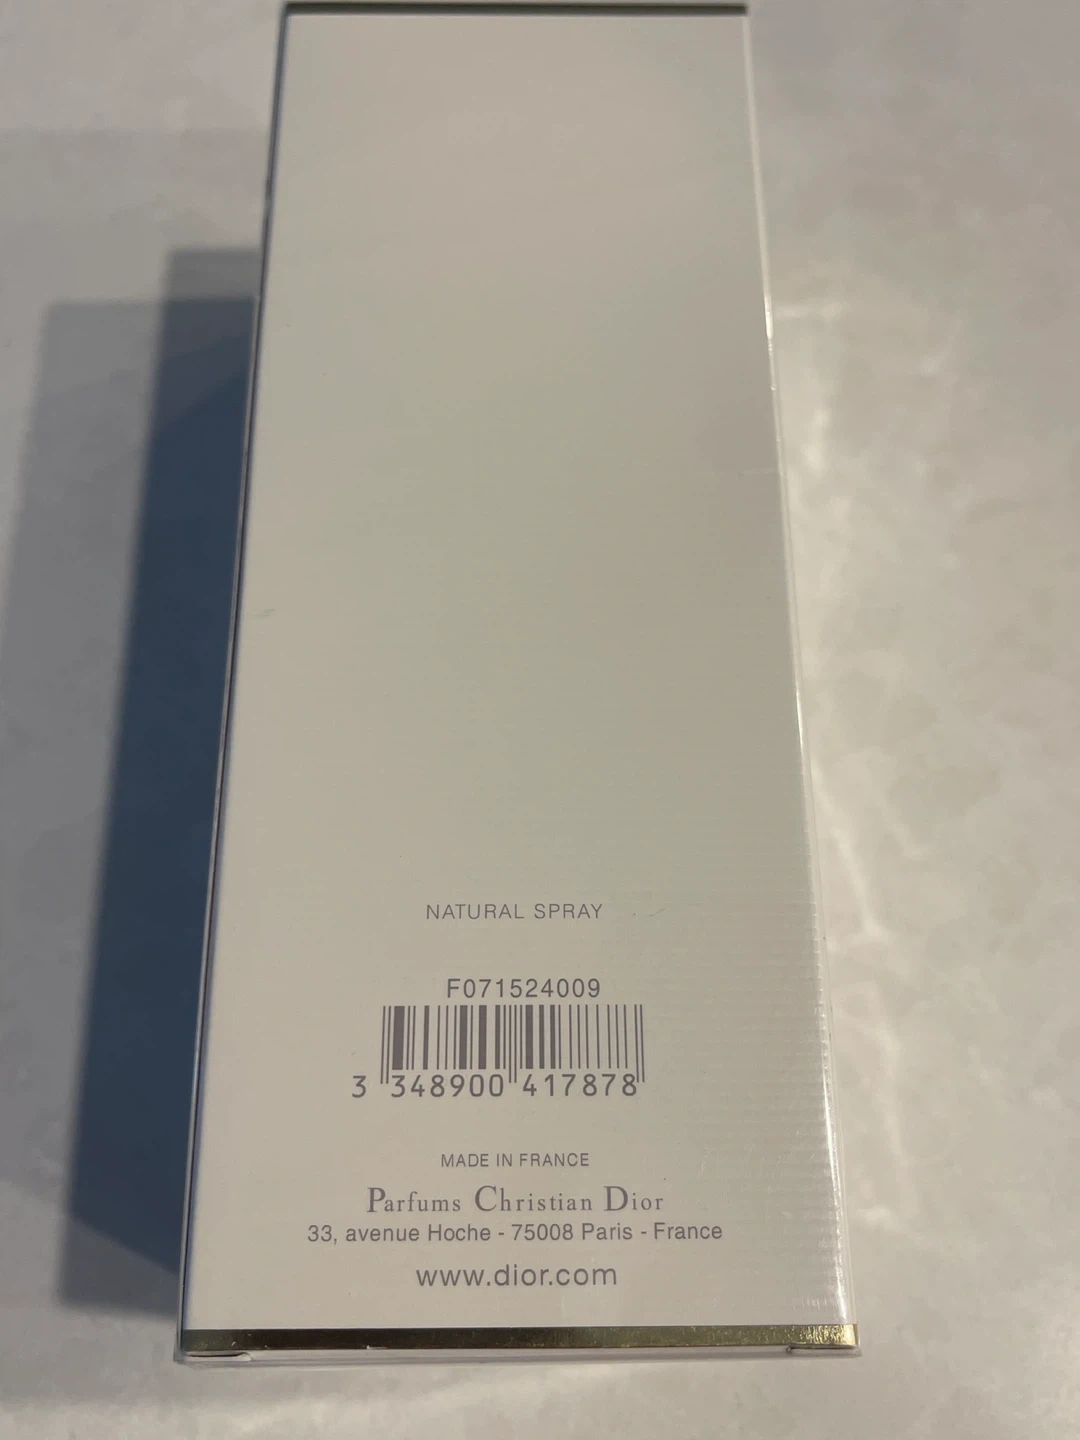 NATURAL SPRAY
F071524009
3 348900 417878
MADE IN FRANCE
Parfums Christian Dior
33, avenue Hoche - 75008 Paris - France
www.dior.com